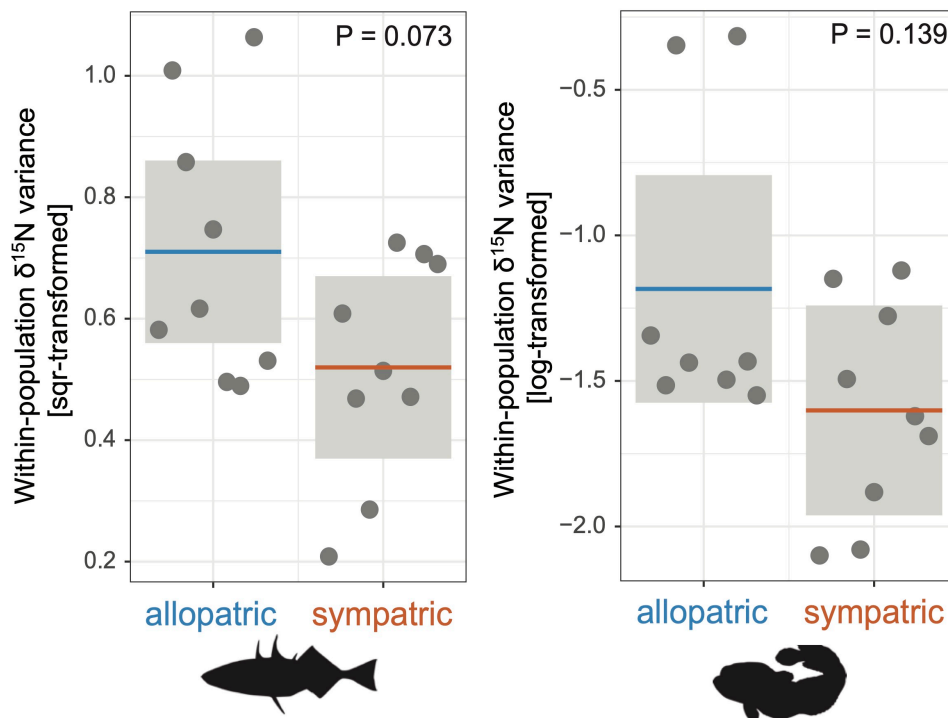 P = 0.073
Within-population δ¹⁵N variance
[sqr-transformed]
1.0
0.8
0.6
0.4
0.2
allopatric
sympatric
P = 0.139
Within-population δ¹⁵N variance
[log-transformed]
−0.5
−1.0
−1.5
−2.0
allopatric
sympatric